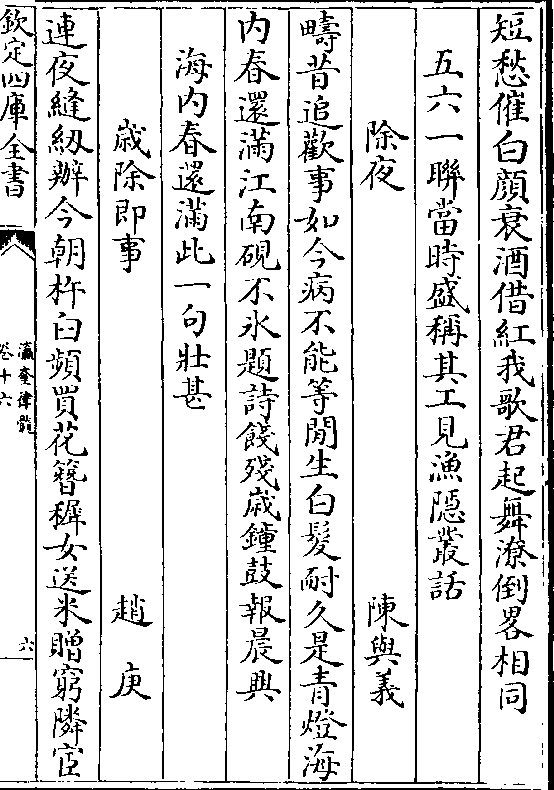 短愁催白顔衰酒借紅我歌君起舞潦倒畧相同
五六一聯當時盛稱其工見漁隱叢話
除夜　陳與義
疇昔追歡事如今病不能等閒生白髪耐久是青燈海
内春還滿江南硯不氷題詩餞殘歳鐘鼓報晨興
海内春還滿此一句壯甚
歳除即事　趙庚
連夜縫紉辦今朝杵臼頻買花簪穉女送米贈窮隣宦
欽定四庫全書
瀛奎律髓
卷十六
六